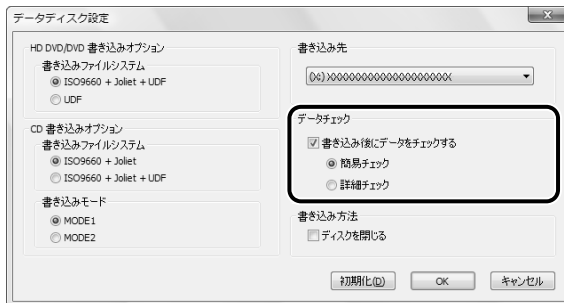 データディスク設定
HD DVD/DVD 書き込みオプション
書き込みファイルシステム
ISO9660 + Joliet + UDF
UDF
CD 書き込みオプション
書き込みファイルシステム
ISO9660 + Joliet
ISO9660 + Joliet + UDF
書き込みモード
MODE1
MODE2
書き込み先
(X:) XXXXXXXXXXXXXXXXXXXX
データチェック
書き込み後にデータをチェックする
簡易チェック
詳細チェック
書き込み方法
ディスクを閉じる
初期化(D)
OK
キャンセル